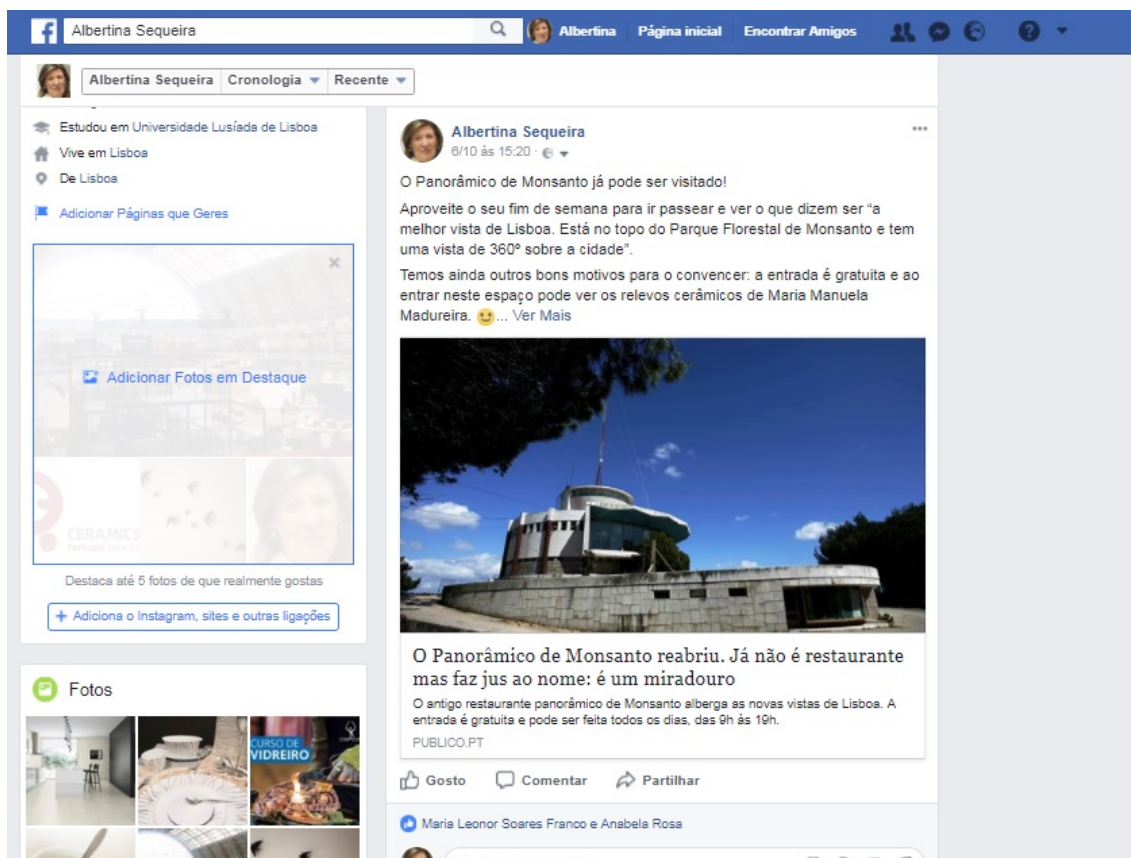 Albertina Sequeira
Albertina
Página inicial
Encontrar Amigos
Albertina Sequeira
Cronologia
Recente
Estudou em Universidade Lusíada de Lisboa
Vive em Lisboa
De Lisboa
Adicionar Páginas que Geres
Adicionar Fotos em Destaque
CERAMICS
Destaca até 5 fotos de que realmente gostas
+ Adiciona o Instagram, sites e outras ligações
Fotos
CURSO DE
VIDREIRO
Albertina Sequeira
6/10 às 15:20
O Panorâmico de Monsanto já pode ser visitado!
Aproveite o seu fim de semana para ir passear e ver o que dizem ser “a
melhor vista de Lisboa. Está no topo do Parque Florestal de Monsanto e tem
uma vista de 360º sobre a cidade”.
Temos ainda outros bons motivos para o convencer: a entrada é gratuita e ao
entrar neste espaço pode ver os relevos cerâmicos de Maria Manuela
Madureira. 😉... Ver Mais
O Panorâmico de Monsanto reabriu. Já não é restaurante
mas faz jus ao nome: é um miradouro
O antigo restaurante panorâmico de Monsanto alberga as novas vistas de Lisboa. A
entrada é gratuita e pode ser feita todos os dias, das 9h às 19h.
PUBLICO.PT
Gosto
Comentar
Partilhar
Maria Leonor Soares Franco e Anabela Rosa